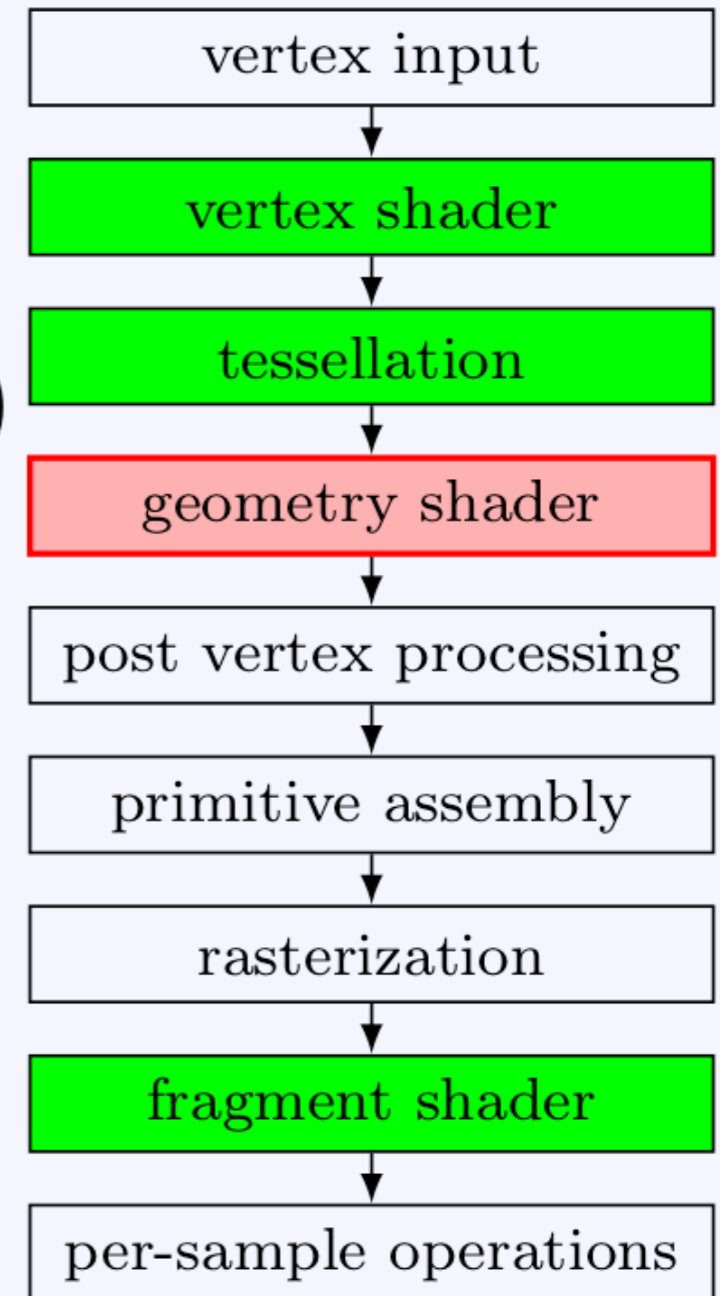 vertex input
vertex shader
tessellation
geometry shader
post vertex processing
primitive assembly
rasterization
fragment shader
per-sample operations